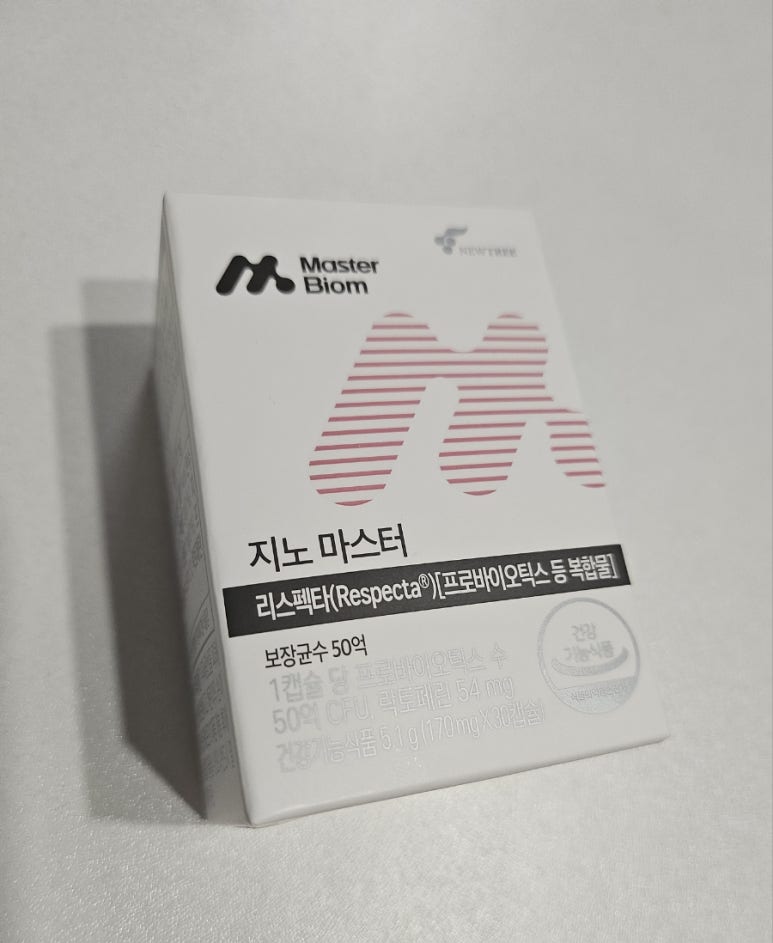 Master
Biom
NEWTREE
지노 마스터
리스펙타(Respecta®)[프로바이오틱스 등 복합물]
보장균수 50억
1캡슐 당 프로바이오틱스 수
50억 CFU, 락토페린 54 mg
건강기능식품 5.1 g (170 mg X 30캡슐)
건강
기능식품